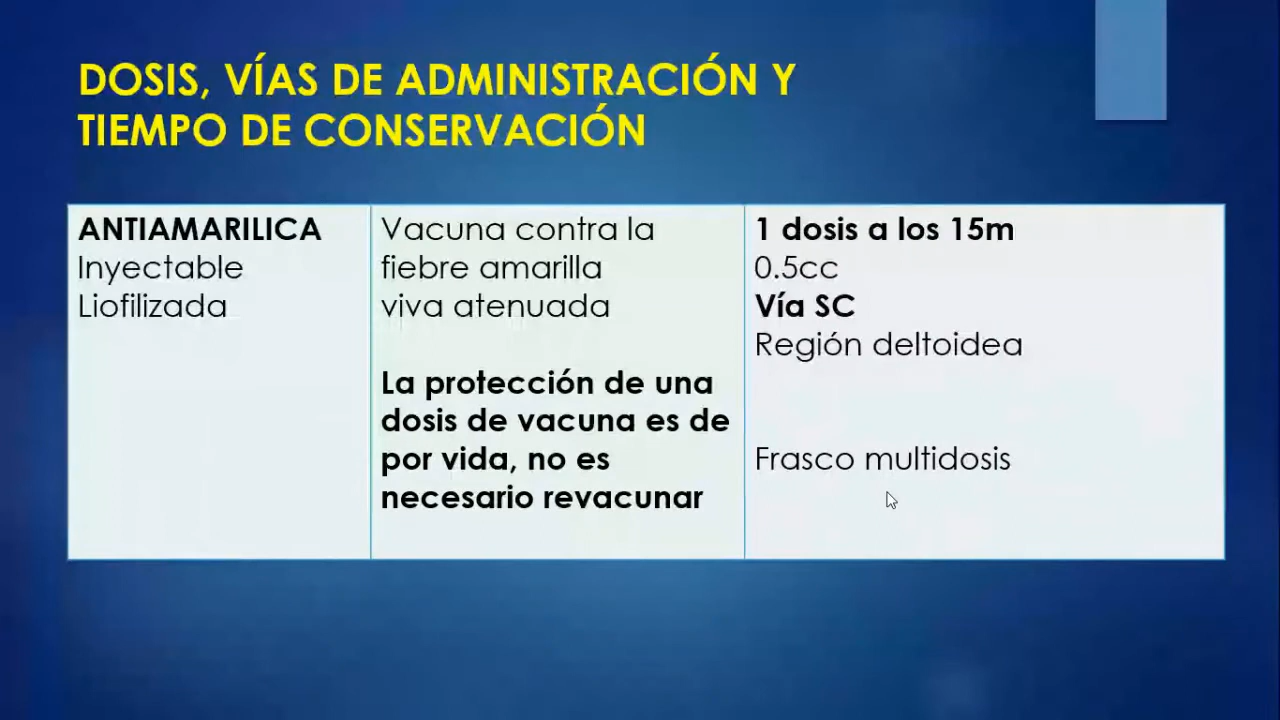 DOSIS, VÍAS DE ADMINISTRACIÓN Y
TIEMPO DE CONSERVACIÓN
ANTIAMARILICA
Inyectable
Liofilizada
Vacuna contra la
fiebre amarilla
viva atenuada
La protección de una
dosis de vacuna es de
por vida, no es
necesario revacunar
1 dosis a los 15m
0.5cc
Vía SC
Región deltoidea
Frasco multidosis